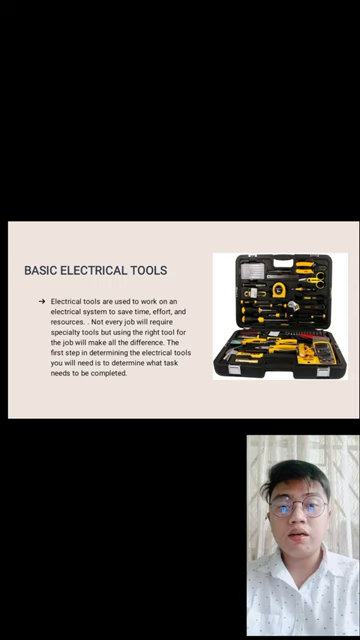 BASIC ELECTRICAL TOOLS
➔ Electrical tools are used to work on an
electrical system to save time, effort, and
resources. . Not every job will require
specialty tools but using the right tool for
the job will make all the difference. The
first step in determining the electrical tools
you will need is to determine what task
needs to be completed.